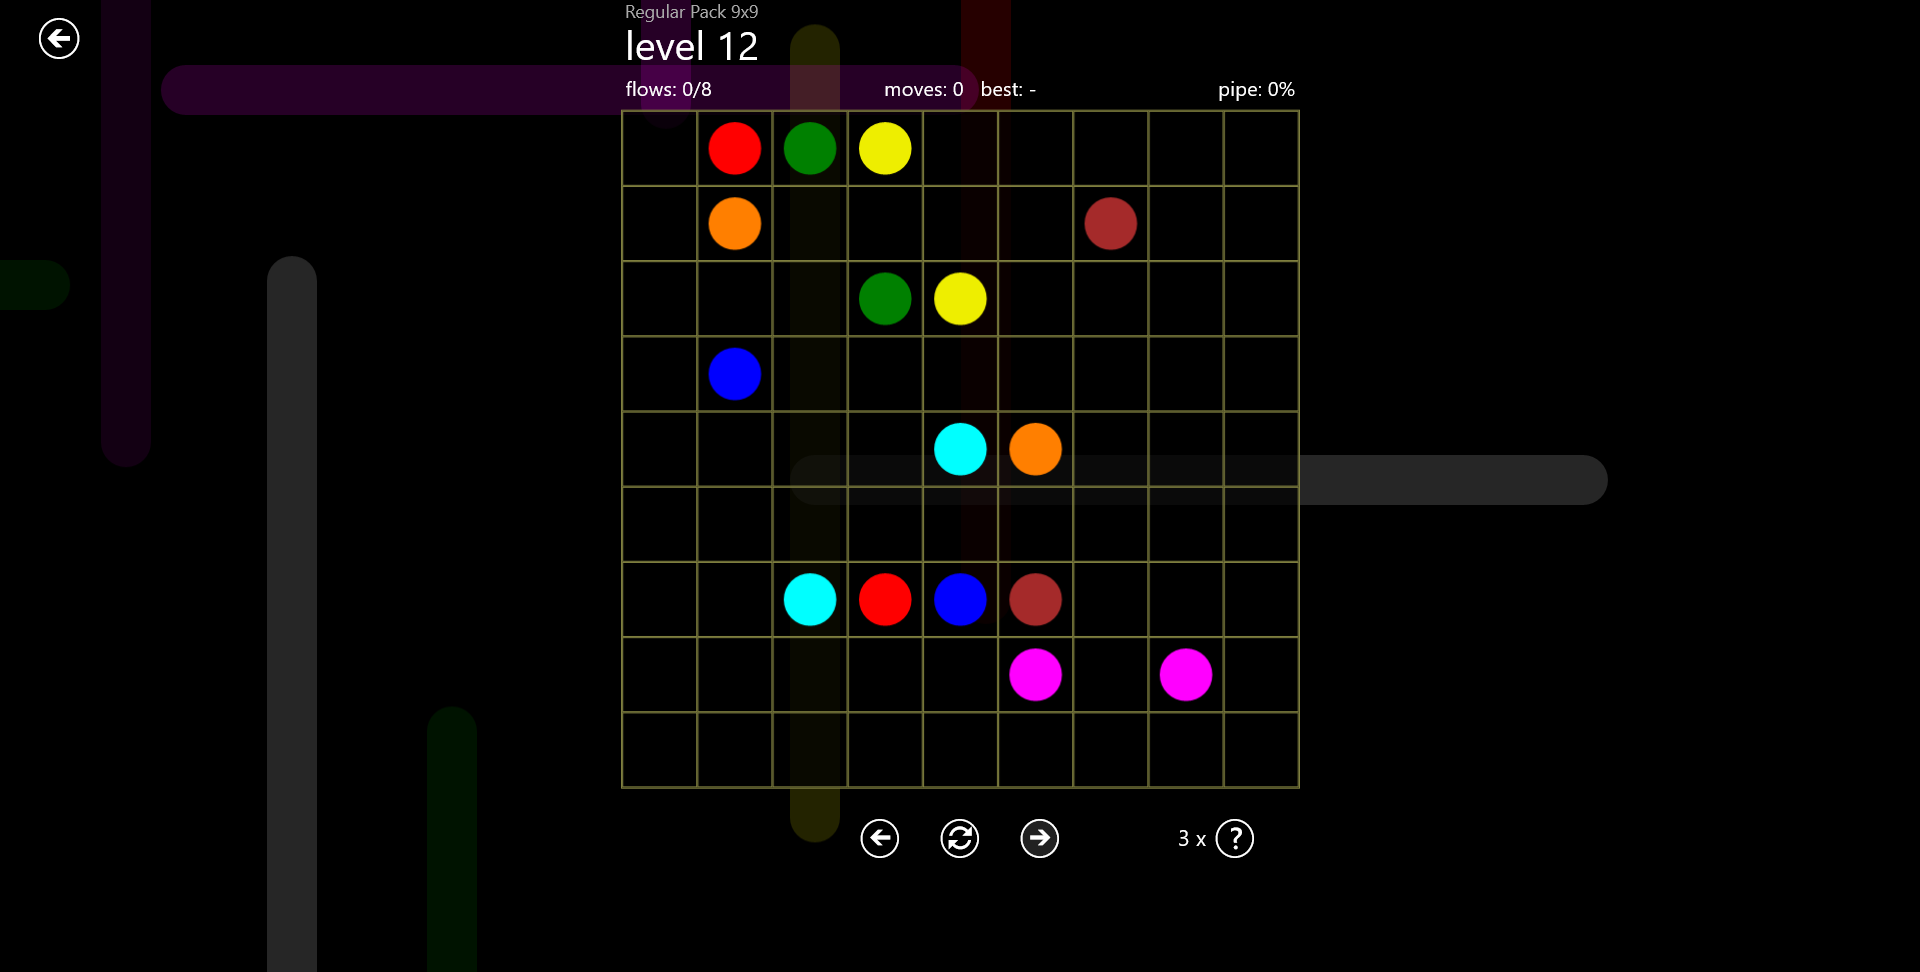 Regular Pack 9x9
level 12
flows: 0/8 moves: 0 best: - pipe: 0%
3 x ?